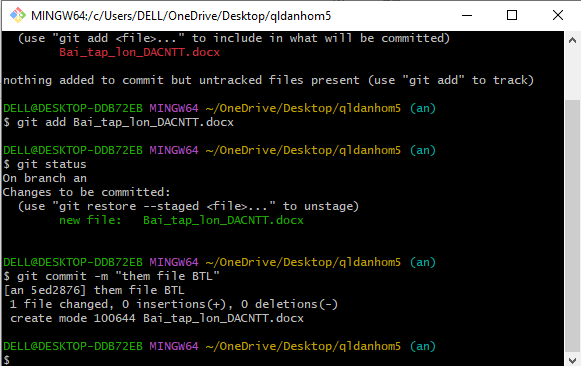 MINGW64:/c/Users/DELL/OneDrive/Desktop/qldanhom5
(use "git add <file>..." to include in what will be committed)
Bai_tap_lon_DACNTT.docx
nothing added to commit but untracked files present (use "git add" to track)
DELL@DESKTOP-DDB72EB MINGW64 ~/OneDrive/Desktop/qldanhom5 (an)
$ git add Bai_tap_lon_DACNTT.docx
DELL@DESKTOP-DDB72EB MINGW64 ~/OneDrive/Desktop/qldanhom5 (an)
$ git status
On branch an
Changes to be committed:
(use "git restore --staged <file>..." to unstage)
new file:   Bai_tap_lon_DACNTT.docx
DELL@DESKTOP-DDB72EB MINGW64 ~/OneDrive/Desktop/qldanhom5 (an)
$ git commit -m "them file BTL"
[an 5ed2876] them file BTL
1 file changed, 0 insertions(+), 0 deletions(-)
create mode 100644 Bai_tap_lon_DACNTT.docx
DELL@DESKTOP-DDB72EB MINGW64 ~/OneDrive/Desktop/qldanhom5 (an)
$